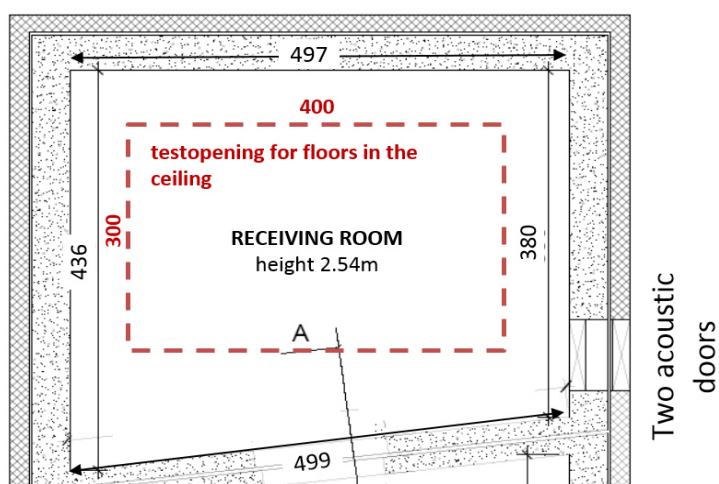 497
400
testopening for floors in the
ceiling
300
RECEIVING ROOM
height 2.54m
436
380
A
499
Two acoustic
doors